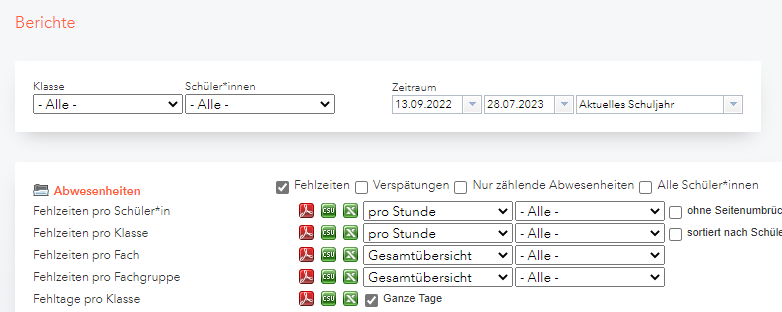 Berichte
Klasse Schüler*innen Zeitraum
- Alle - - Alle - 13.09.2022 28.07.2023 Aktuelles Schuljahr
Abwesenheiten Fehlzeiten Verspätungen Nur zählende Abwesenheiten Alle Schüler*innen
Fehlzeiten pro Schüler*in CSV X pro Stunde - Alle - ohne Seitenumbrüc
Fehlzeiten pro Klasse CSV X pro Stunde - Alle - sortiert nach Schüle
Fehlzeiten pro Fach CSV X Gesamtübersicht - Alle -
Fehlzeiten pro Fachgruppe CSV X Gesamtübersicht - Alle -
Fehltage pro Klasse CSV X Ganze Tage